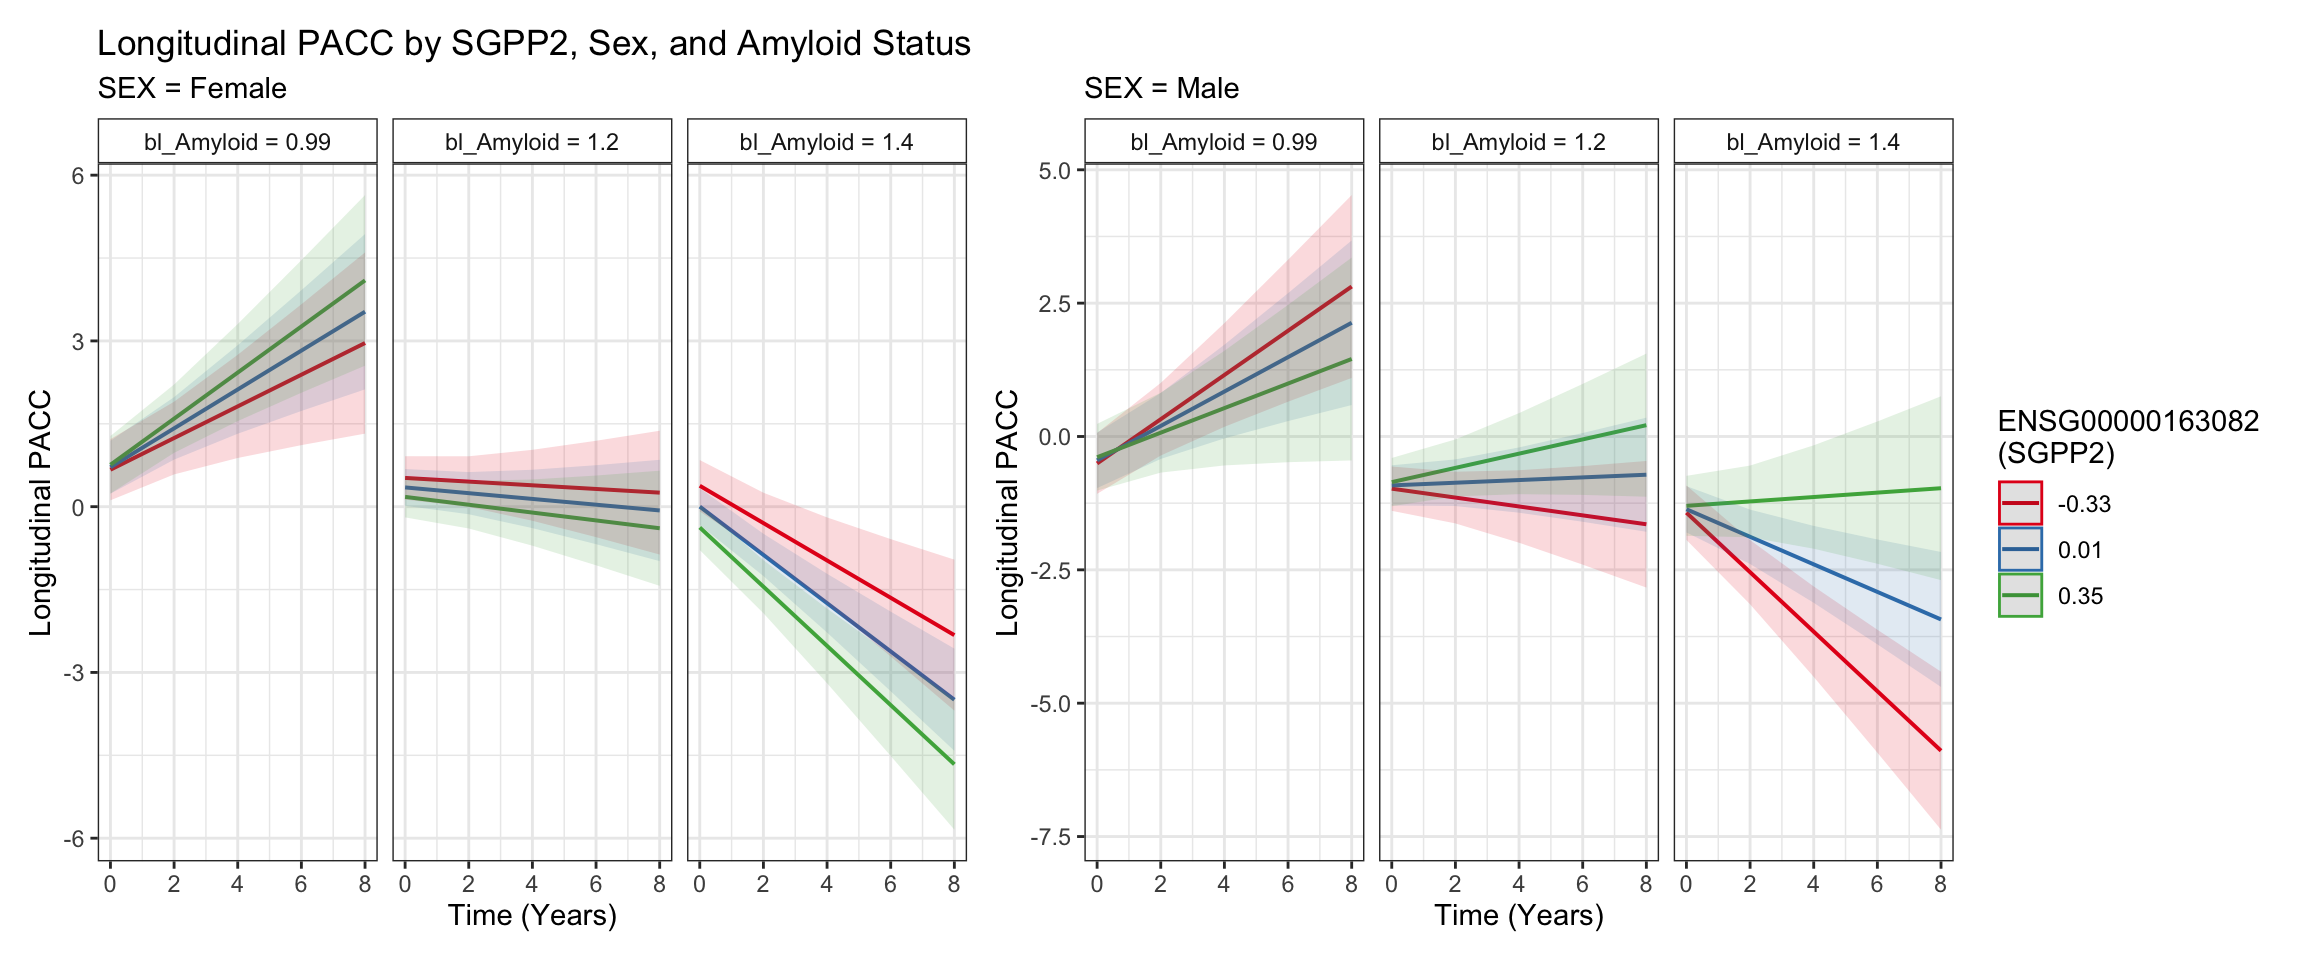 Longitudinal PACC by SGPP2, Sex, and Amyloid Status
SEX = Female
bl_Amyloid = 0.99
bl_Amyloid = 1.2
bl_Amyloid = 1.4
6
3
0
-3
-6
Longitudinal PACC
0 2 4 6 8
0 2 4 6 8
0 2 4 6 8
Time (Years)
SEX = Male
bl_Amyloid = 0.99
bl_Amyloid = 1.2
bl_Amyloid = 1.4
5.0
2.5
0.0
-2.5
-5.0
-7.5
Longitudinal PACC
0 2 4 6 8
0 2 4 6 8
0 2 4 6 8
Time (Years)
ENSG00000163082
(SGPP2)
-0.33
0.01
0.35